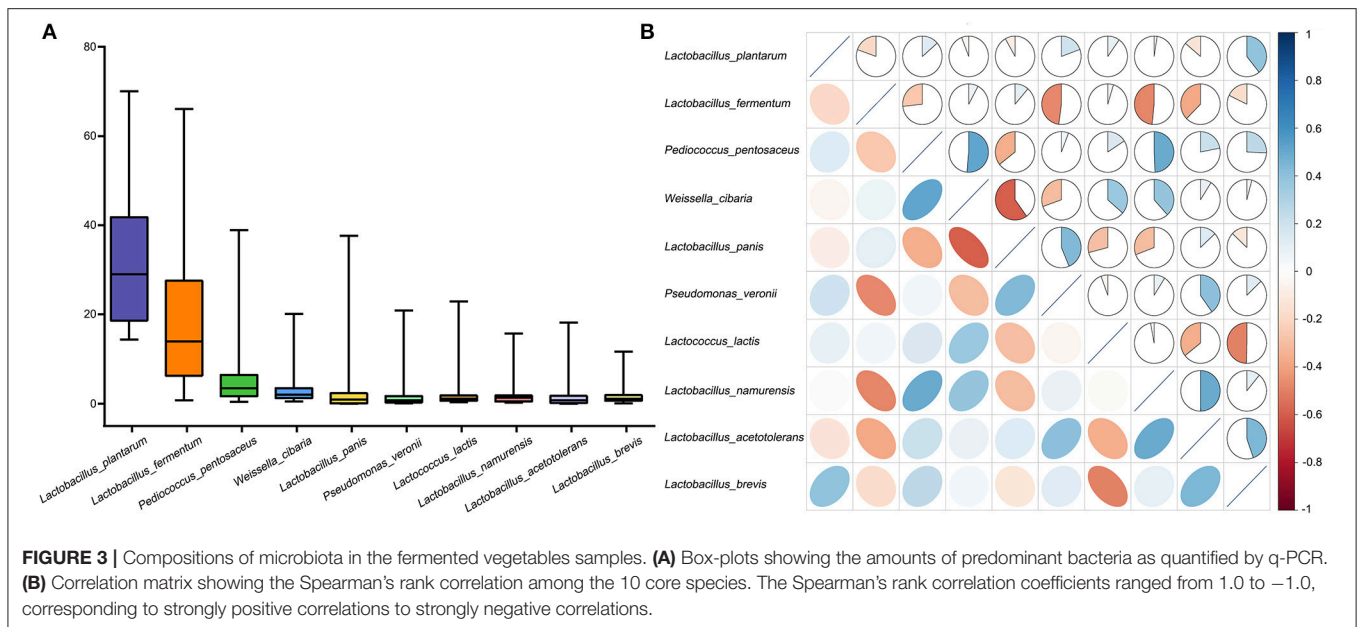 A
80
60
40
20
0
Lactobacillus_plantarum
Lactobacillus_fermentum
Pediococcus_pentosaceus
Weissella_cibaria
Lactobacillus_panis
Pseudomonas_veronii
Lactococcus_lactis
Lactobacillus_namurensis
Lactobacillus_acetotolerans
Lactobacillus_brevis
B
Lactobacillus_plantarum
Lactobacillus_fermentum
Pediococcus_pentosaceus
Weissella_cibaria
Lactobacillus_panis
Pseudomonas_veronii
Lactococcus_lactis
Lactobacillus_namurensis
Lactobacillus_acetotolerans
Lactobacillus_brevis
1
0.8
0.6
0.4
0.2
0
-0.2
-0.4
-0.6
-0.8
-1
FIGURE 3 | Compositions of microbiota in the fermented vegetables samples. (A) Box-plots showing the amounts of predominant bacteria as quantified by q-PCR.
(B) Correlation matrix showing the Spearman's rank correlation among the 10 core species. The Spearman's rank correlation coefficients ranged from 1.0 to −1.0,
corresponding to strongly positive correlations to strongly negative correlations.